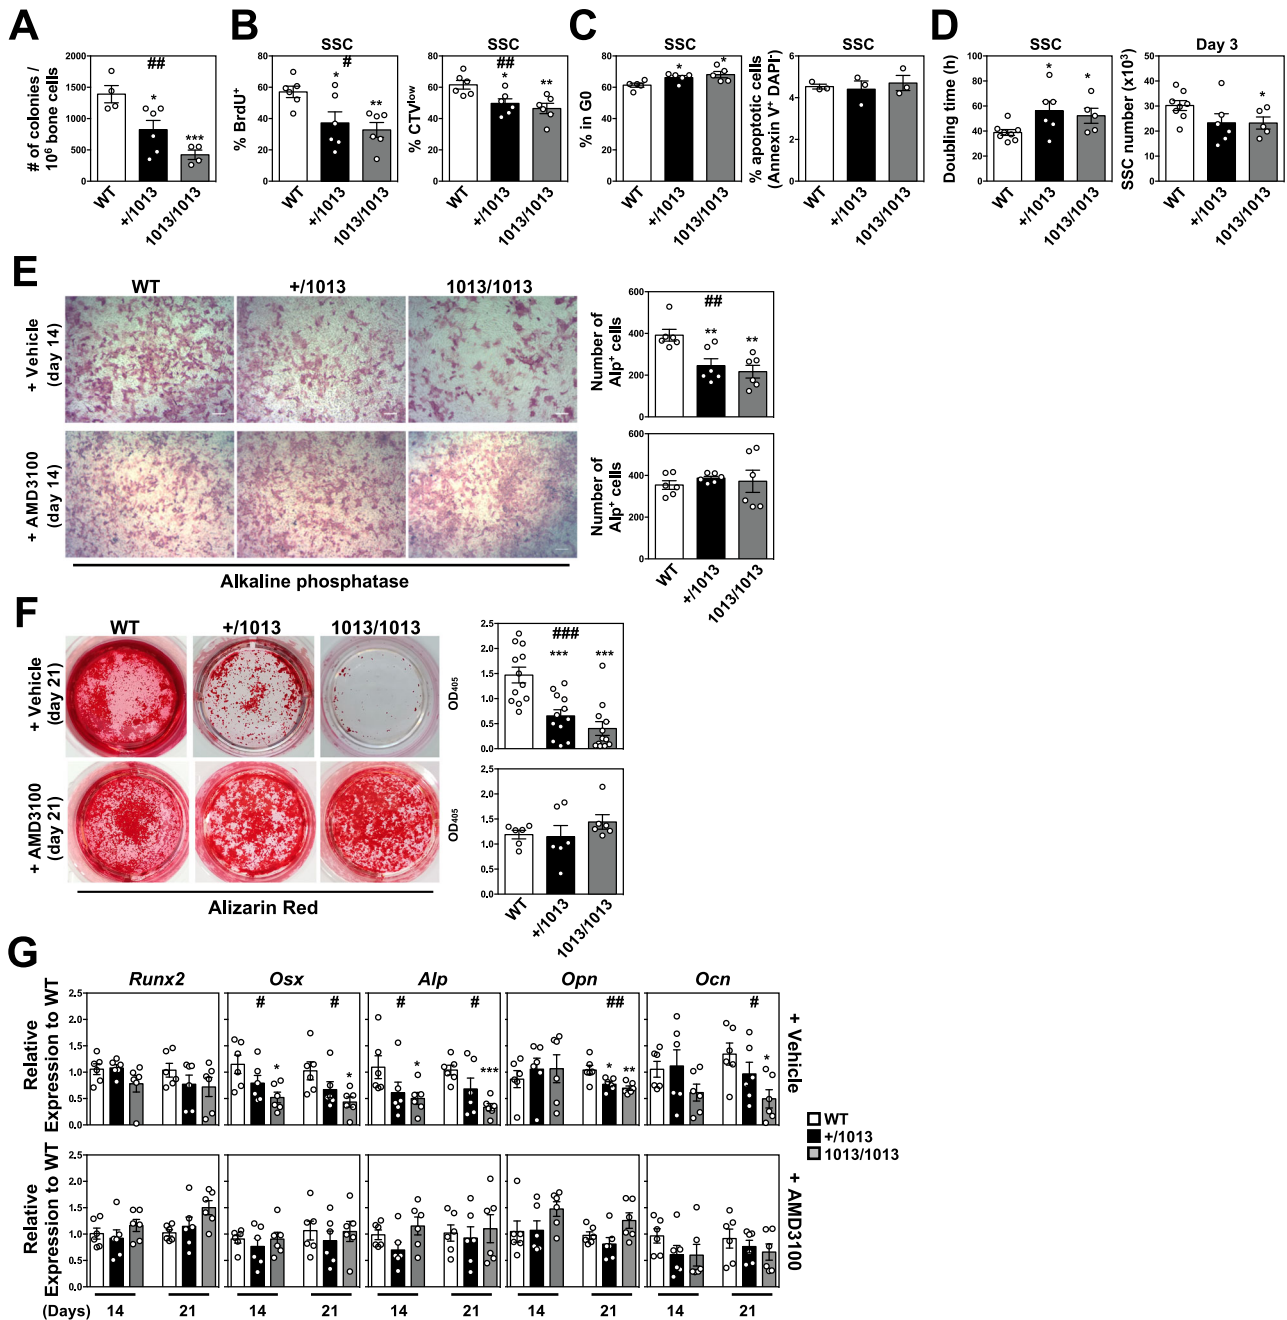 A
# of colonies /
10⁶ bone cells
2000
1500
1000
500
0
##
*
***
WT
+/1013
1013/1013
B
SSC
% BrdU⁺
80
60
40
20
0
#
*
**
WT
+/1013
1013/1013
SSC
% CTVˡᵒʷ
80
60
40
20
0
##
*
**
WT
+/1013
1013/1013
C
SSC
% in G0
80
60
40
20
0
*
*
WT
+/1013
1013/1013
SSC
% apoptotic cells
(Annexin V⁺ DAPI⁻)
6
4
2
0
WT
+/1013
1013/1013
D
SSC
Doubling time (h)
100
80
60
40
20
0
*
*
WT
+/1013
1013/1013
Day 3
SSC number (x10³)
50
40
30
20
10
0
*
WT
+/1013
1013/1013
E
WT
+/1013
1013/1013
+ Vehicle
(day 14)
+ AMD3100
(day 14)
Alkaline phosphatase
Number of
Alp⁺ cells
600
400
200
0
##
**
**
Number of
Alp⁺ cells
600
400
200
0
WT
+/1013
1013/1013
F
WT
+/1013
1013/1013
+ Vehicle
(day 21)
+ AMD3100
(day 21)
Alizarin Red
OD₄₀₅
2.5
2.0
1.5
1.0
0.5
0.0
###
***
***
OD₄₀₅
2.5
2.0
1.5
1.0
0.5
0.0
WT
+/1013
1013/1013
G
Runx2
Osx
Alp
Opn
Ocn
Relative
Expression to WT
2.5
2.0
1.5
1.0
0.5
0.0
#
#
#
#
##
#
*
*
*
***
*
**
*
+ Vehicle
WT
+/1013
1013/1013
Relative
Expression to WT
2.5
2.0
1.5
1.0
0.5
0.0
+ AMD3100
(Days)
14
21
14
21
14
21
14
21
14
21